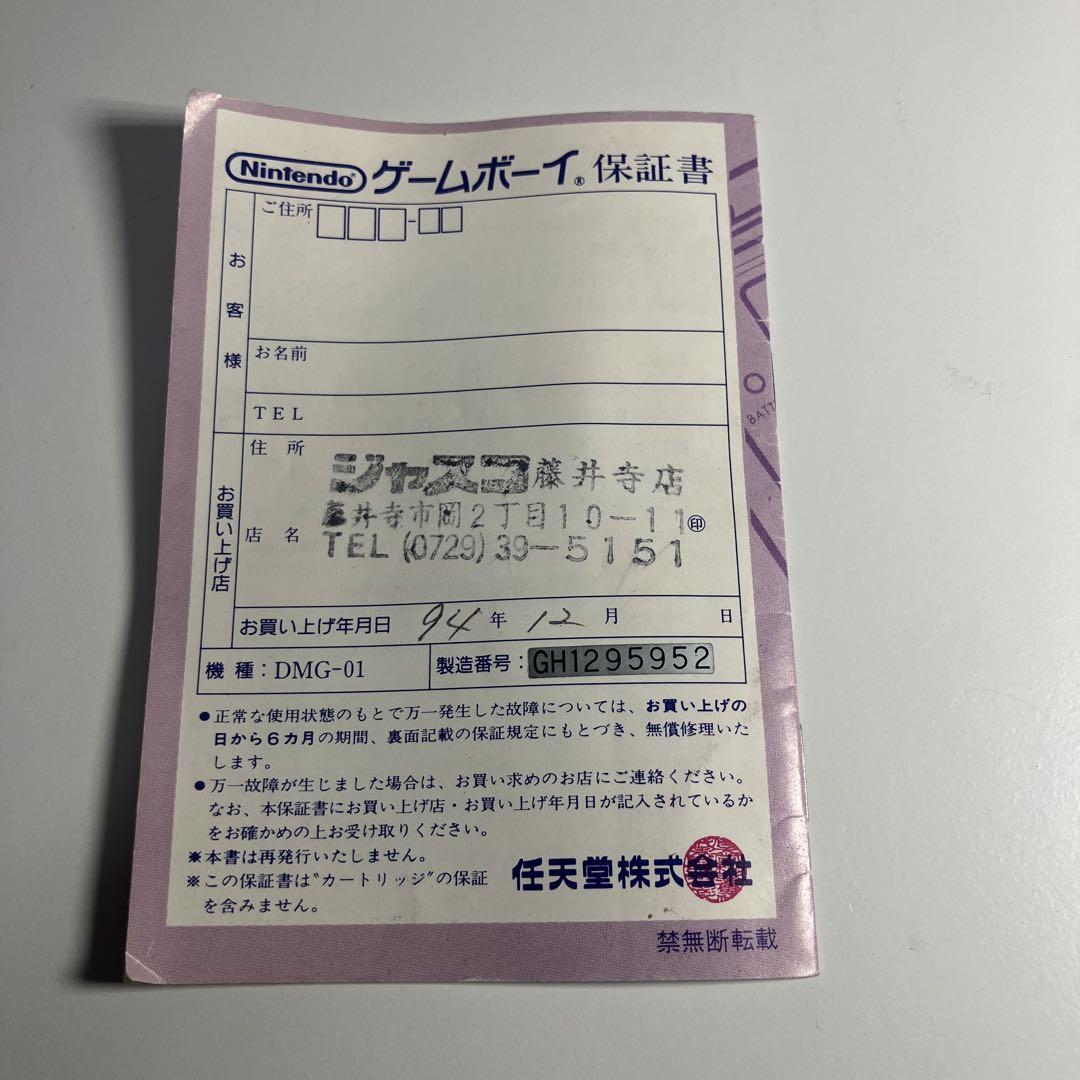 Nintendo® ゲームボーイ® 保証書
お客様
ご住所 □□□-□□
お名前
TEL
お買い上げ店
住所
店名
ジャスコ藤井寺店
藤井寺市岡2丁目10-11 ㊞
TEL (0729) 39-5151
お買い上げ年月日 94年 12月 日
機種:DMG-01 製造番号:GH1295952
●正常な使用状態のもとで万一発生した故障については、お買い上げの
日から6カ月の期間、裏面記載の保証規定にもとづき、無償修理いた
します。
●万一故障が生じました場合は、お買い求めのお店にご連絡ください。
なお、本保証書にお買い上げ店・お買い上げ年月日が記入されているか
をお確かめの上お受け取りください。
※本書は再発行いたしません。
※この保証書は"カートリッジ"の保証
を含みません。
任天堂株式会社
禁無断転載
BATT